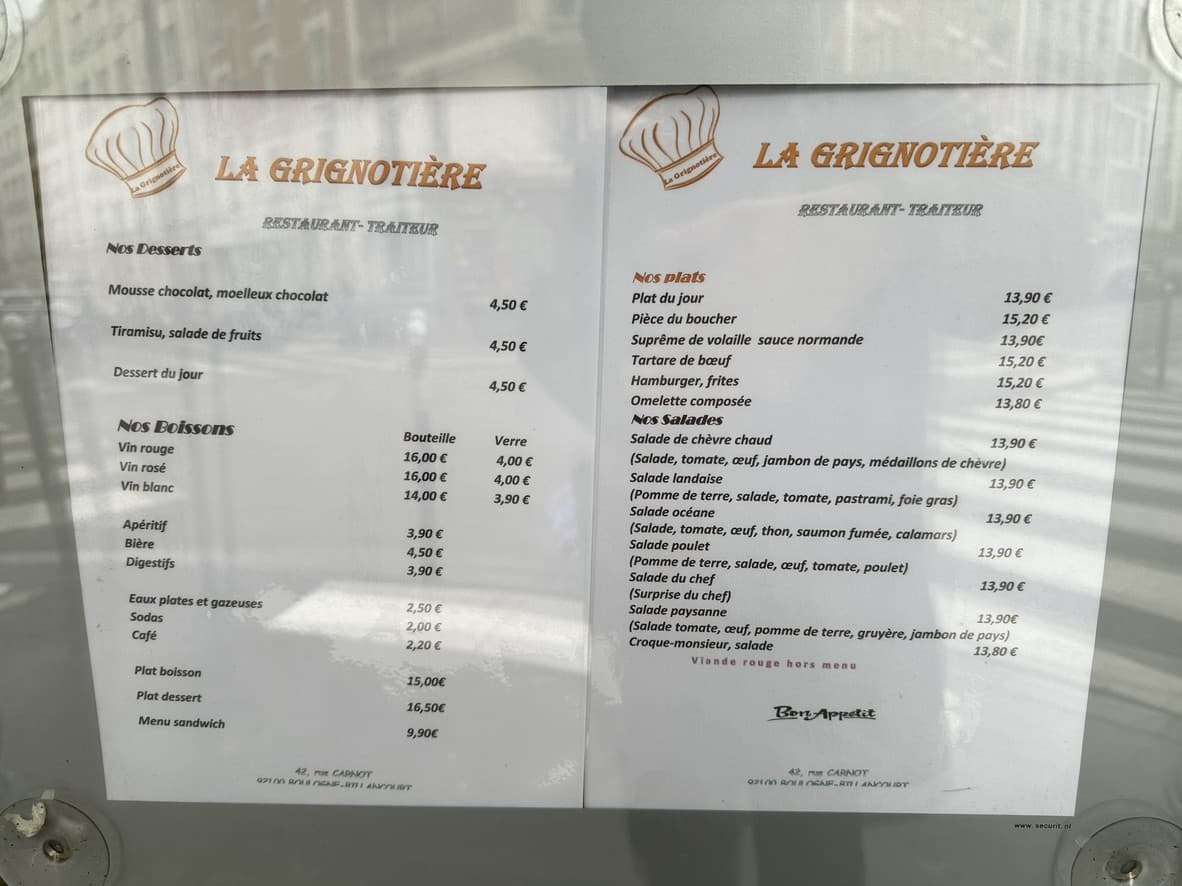 La Grignotière
LA GRIGNOTIÈRE
RESTAURANT- TRAITEUR
Nos Desserts
Mousse chocolat, moelleux chocolat 4,50 €
Tiramisu, salade de fruits 4,50 €
Dessert du jour 4,50 €
Nos Boissons Bouteille Verre
Vin rouge 16,00 € 4,00 €
Vin rosé 16,00 € 4,00 €
Vin blanc 14,00 € 3,90 €
Apéritif 3,90 €
Bière 4,50 €
Digestifs 3,90 €
Eaux plates et gazeuses 2,50 €
Sodas 2,00 €
Café 2,20 €
Plat boisson 15,00€
Plat dessert 16,50€
Menu sandwich 9,90€
42, rue CARNOT
92100 BOULOGNE-BILLANCOURT
La Grignotière
LA GRIGNOTIÈRE
RESTAURANT- TRAITEUR
Nos plats
Plat du jour 13,90 €
Pièce du boucher 15,20 €
Suprême de volaille sauce normande 13,90€
Tartare de bœuf 15,20 €
Hamburger, frites 15,20 €
Omelette composée 13,80 €
Nos Salades
Salade de chèvre chaud 13,90 €
(Salade, tomate, œuf, jambon de pays, médaillons de chèvre)
Salade landaise 13,90 €
(Pomme de terre, salade, tomate, pastrami, foie gras)
Salade océane 13,90 €
(Salade, tomate, œuf, thon, saumon fumée, calamars)
Salade poulet 13,90 €
(Pomme de terre, salade, œuf, tomate, poulet)
Salade du chef 13,90 €
(Surprise du chef)
Salade paysanne 13,90€
(Salade tomate, œuf, pomme de terre, gruyère, jambon de pays)
Croque-monsieur, salade 13,80 €
Viande rouge hors menu
Bon Appétit
42, rue CARNOT
92100 BOULOGNE-BILLANCOURT
www.securit.nl